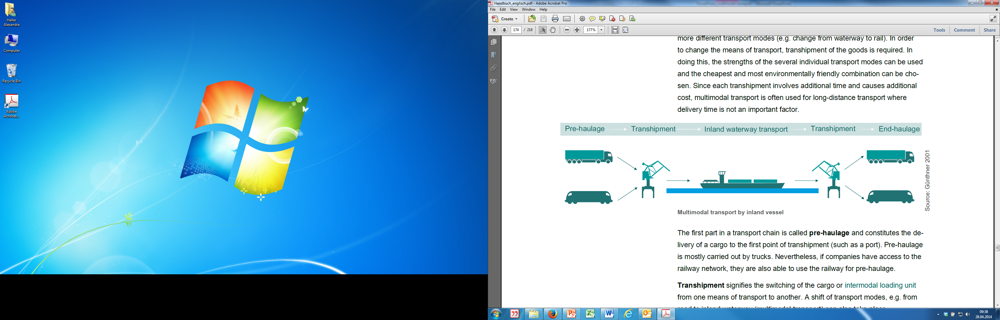 Haller
Alexandra
Computer
Recycle Bin
Adobe
Acrobat...
Handbuch_englisch.pdf - Adobe Acrobat Pro
File Edit View Window Help
Create
174 / 218 177% Tools Comment Share
more different transport modes (e.g. change from waterway to rail). In order
to change the means of transport, transhipment of the goods is required. In
doing this, the strengths of the several individual transport modes can be used
and the cheapest and most environmentally friendly combination can be cho-
sen. Since each transhipment involves additional time and causes additional
cost, multimodal transport is often used for long-distance transport where
delivery time is not an important factor.
Pre-haulage Transhipment Inland waterway transport Transhipment End-haulage
Source: Günthner 2001
Multimodal transport by inland vessel
The first part in a transport chain is called pre-haulage and constitutes the de-
livery of a cargo to the first point of transhipment (such as a port). Pre-haulage
is mostly carried out by trucks. Nevertheless, if companies have access to the
railway network, they are also able to use the railway for pre-haulage.
Transhipment signifies the switching of the cargo or intermodal loading unit
from one means of transport to another. A shift of transport modes, e.g. from
road to inland waterway (multimodal transport) can also take place
09:38
28.04.2014